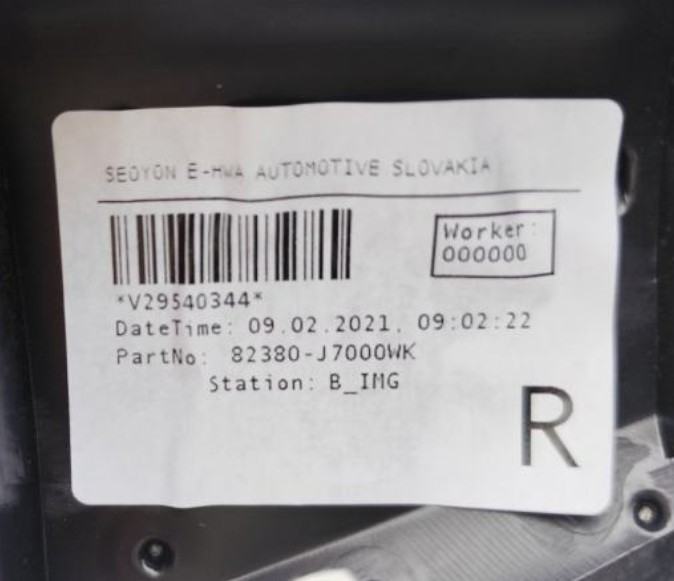 SEOYON E-HWA AUTOMOTIVE SLOVAKIA
Worker:
000000
*V29540344*
DateTime: 09.02.2021, 09:02:22
PartNo: 82380-J7000WK
Station: B_IMG
R